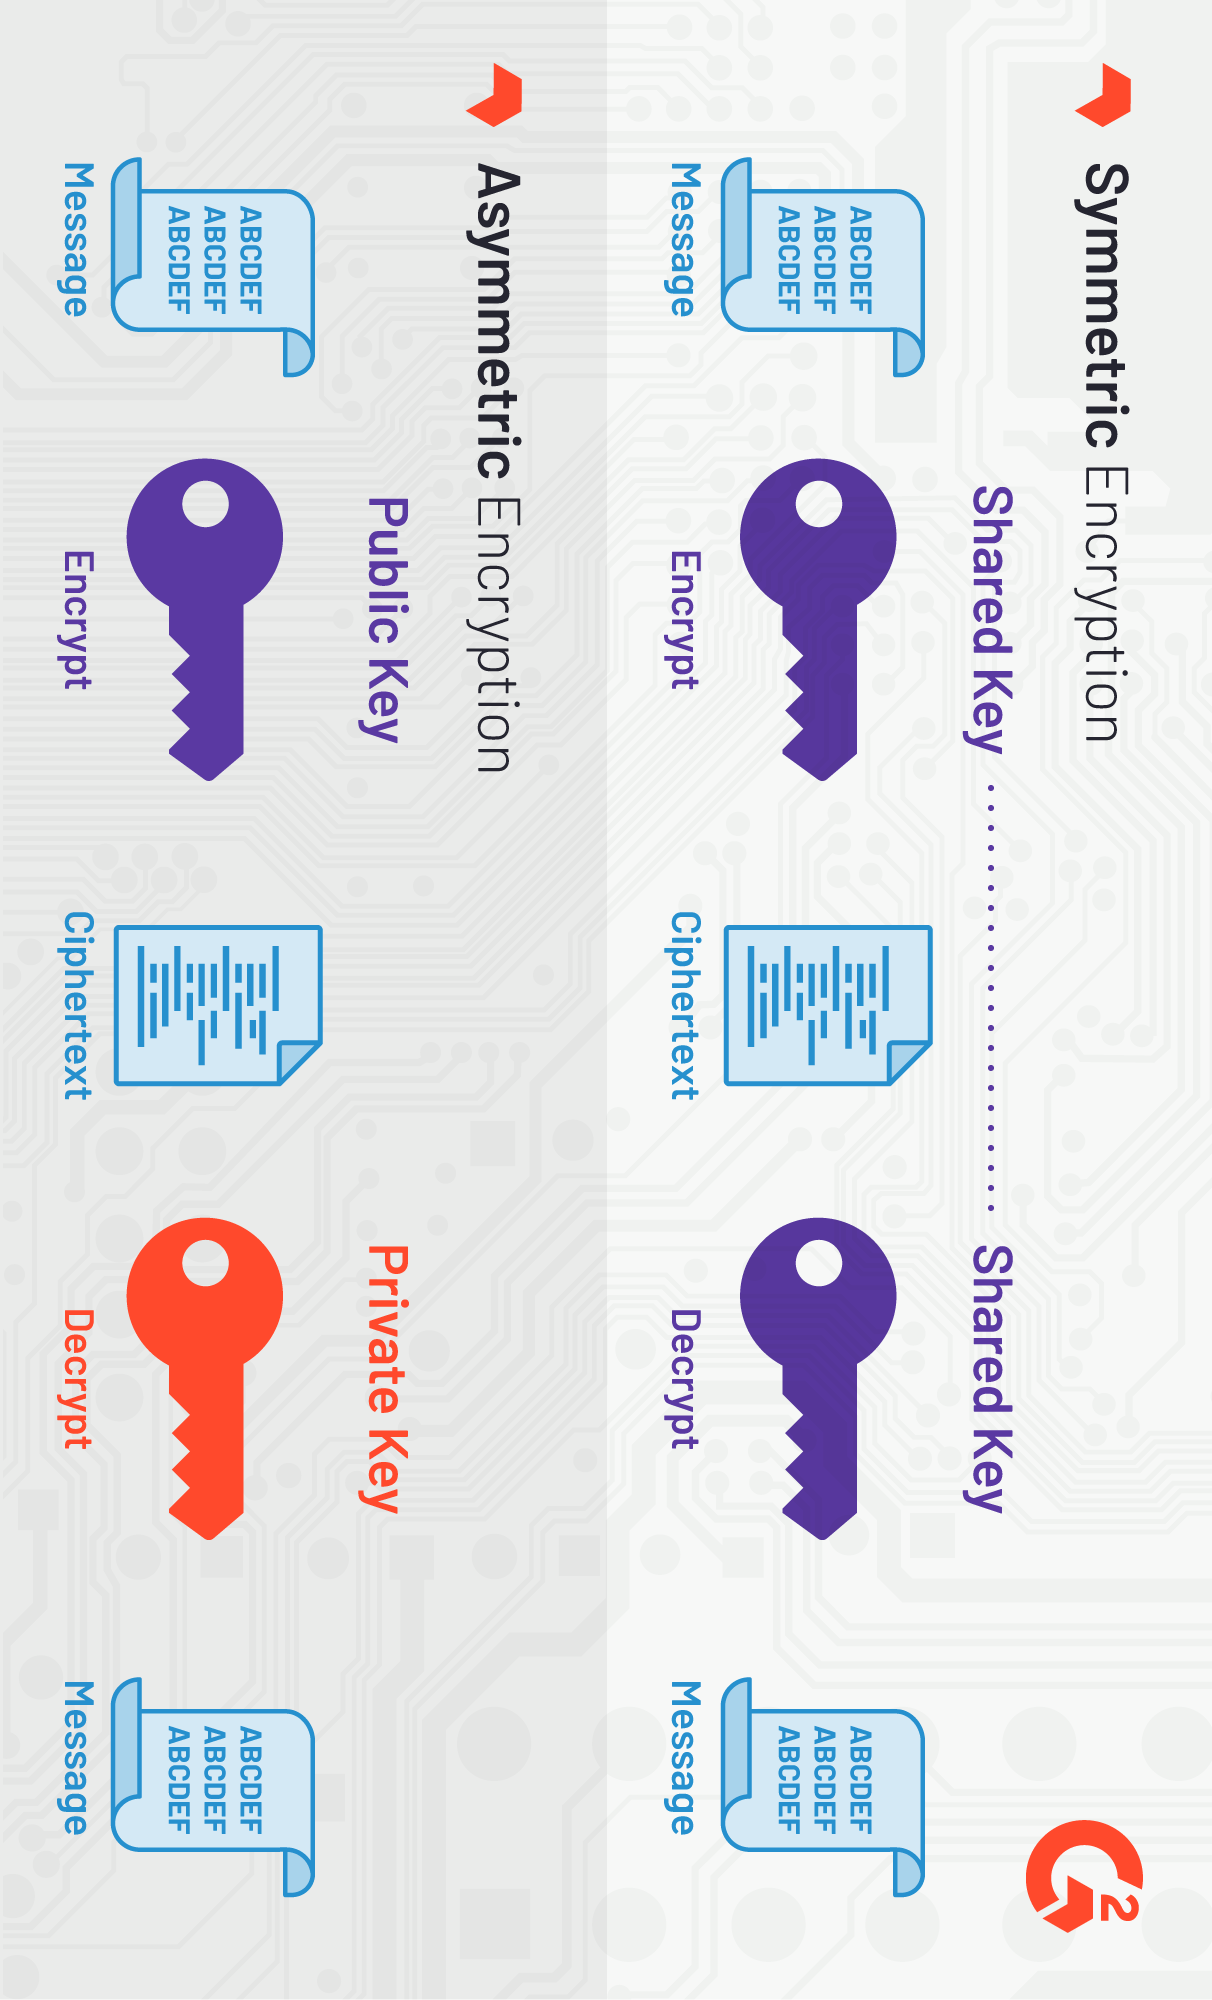 Symmetric Encryption
G2
Shared Key
Shared Key
ABCDEF
ABCDEF
ABCDEF
ABCDEF
ABCDEF
ABCDEF
Message
Encrypt
Ciphertext
Decrypt
Message
Asymmetric Encryption
Public Key
Private Key
ABCDEF
ABCDEF
ABCDEF
ABCDEF
ABCDEF
ABCDEF
Message
Encrypt
Ciphertext
Decrypt
Message